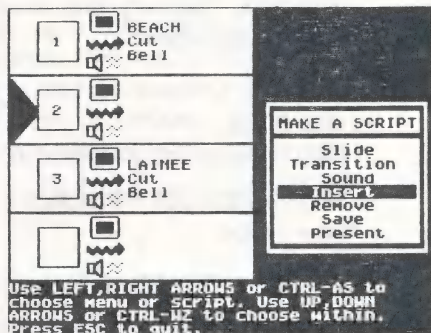 1
BEACH
Cut
Bell
2
3
LAINEE
Cut
Bell
MAKE A SCRIPT
Slide
Transition
Sound
Insert
Remove
Save
Present
Use LEFT,RIGHT ARROWS or CTRL-AS to
choose menu or script. Use UP,DOWN
ARROWS or CTRL-WZ to choose within.
Press ESC to quit.